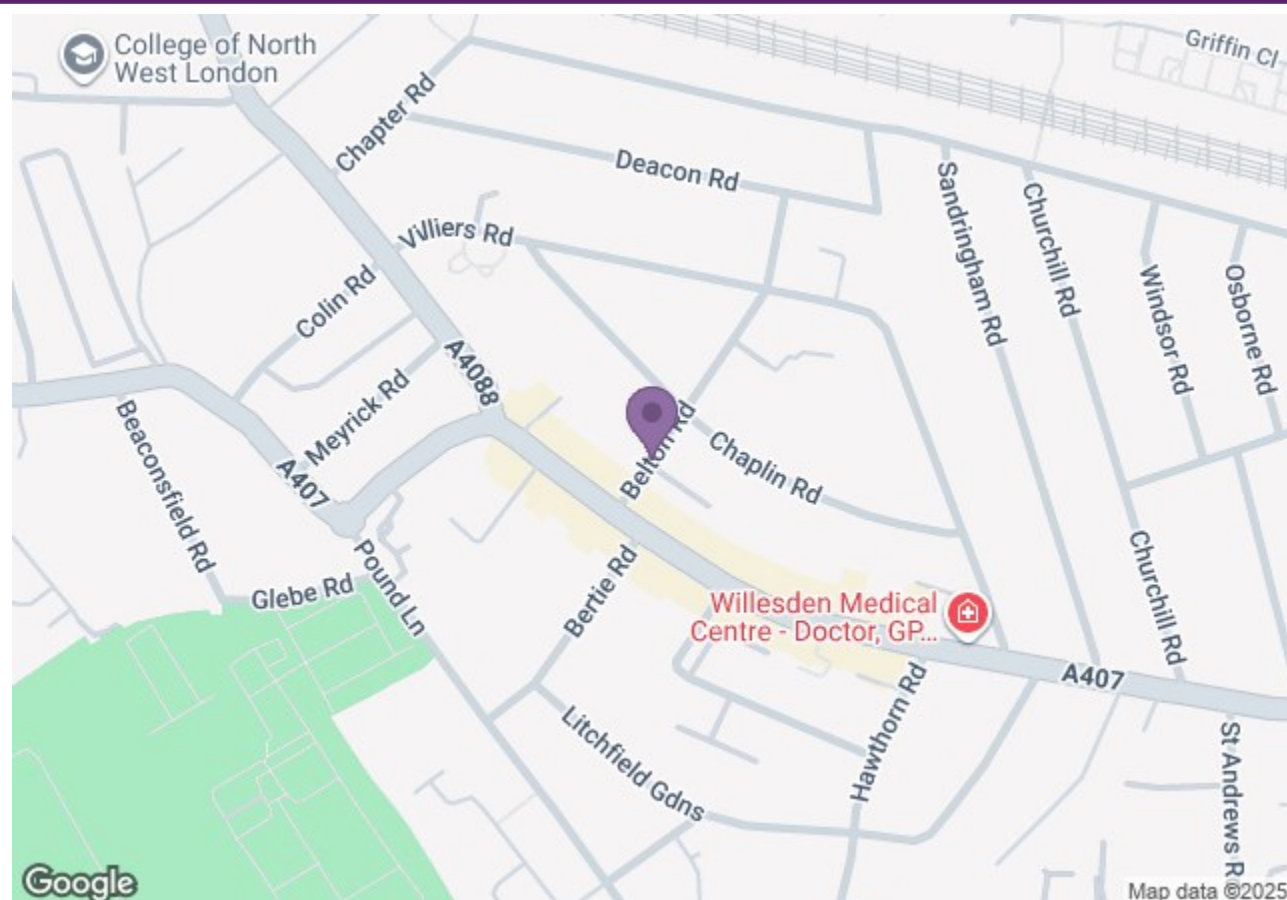 College of North
West London
Griffin Cl
Chapter Rd
Deacon Rd
Sandringham Rd
Churchill Rd
Villiers Rd
Colin Rd
Windsor Rd
Osborne Rd
A4088
Meyrick Rd
Beaconsfield Rd
A407
Belton Rd
Chaplin Rd
Pound Ln
Glebe Rd
Bertie Rd
Churchill Rd
Willesden Medical
Centre - Doctor, GP...
A407
Hawthorn Rd
Litchfield Gdns
St Andrews R
Google
Map data ©2025